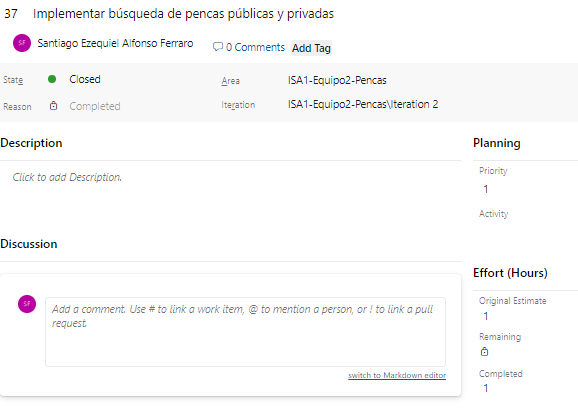 37 Implementar búsqueda de pencas públicas y privadas
SF Santiago Ezequiel Alfonso Ferraro 0 Comments Add Tag
State Closed Area ISA1-Equipo2-Pencas
Reason Completed Iteration ISA1-Equipo2-Pencas\Iteration 2
Description
Click to add Description.
Planning
Priority
1
Activity
Discussion
SF
Add a comment. Use # to link a work item, @ to mention a person, or ! to link a pull
request.
switch to Markdown editor
Effort (Hours)
Original Estimate
1
Remaining
Completed
1